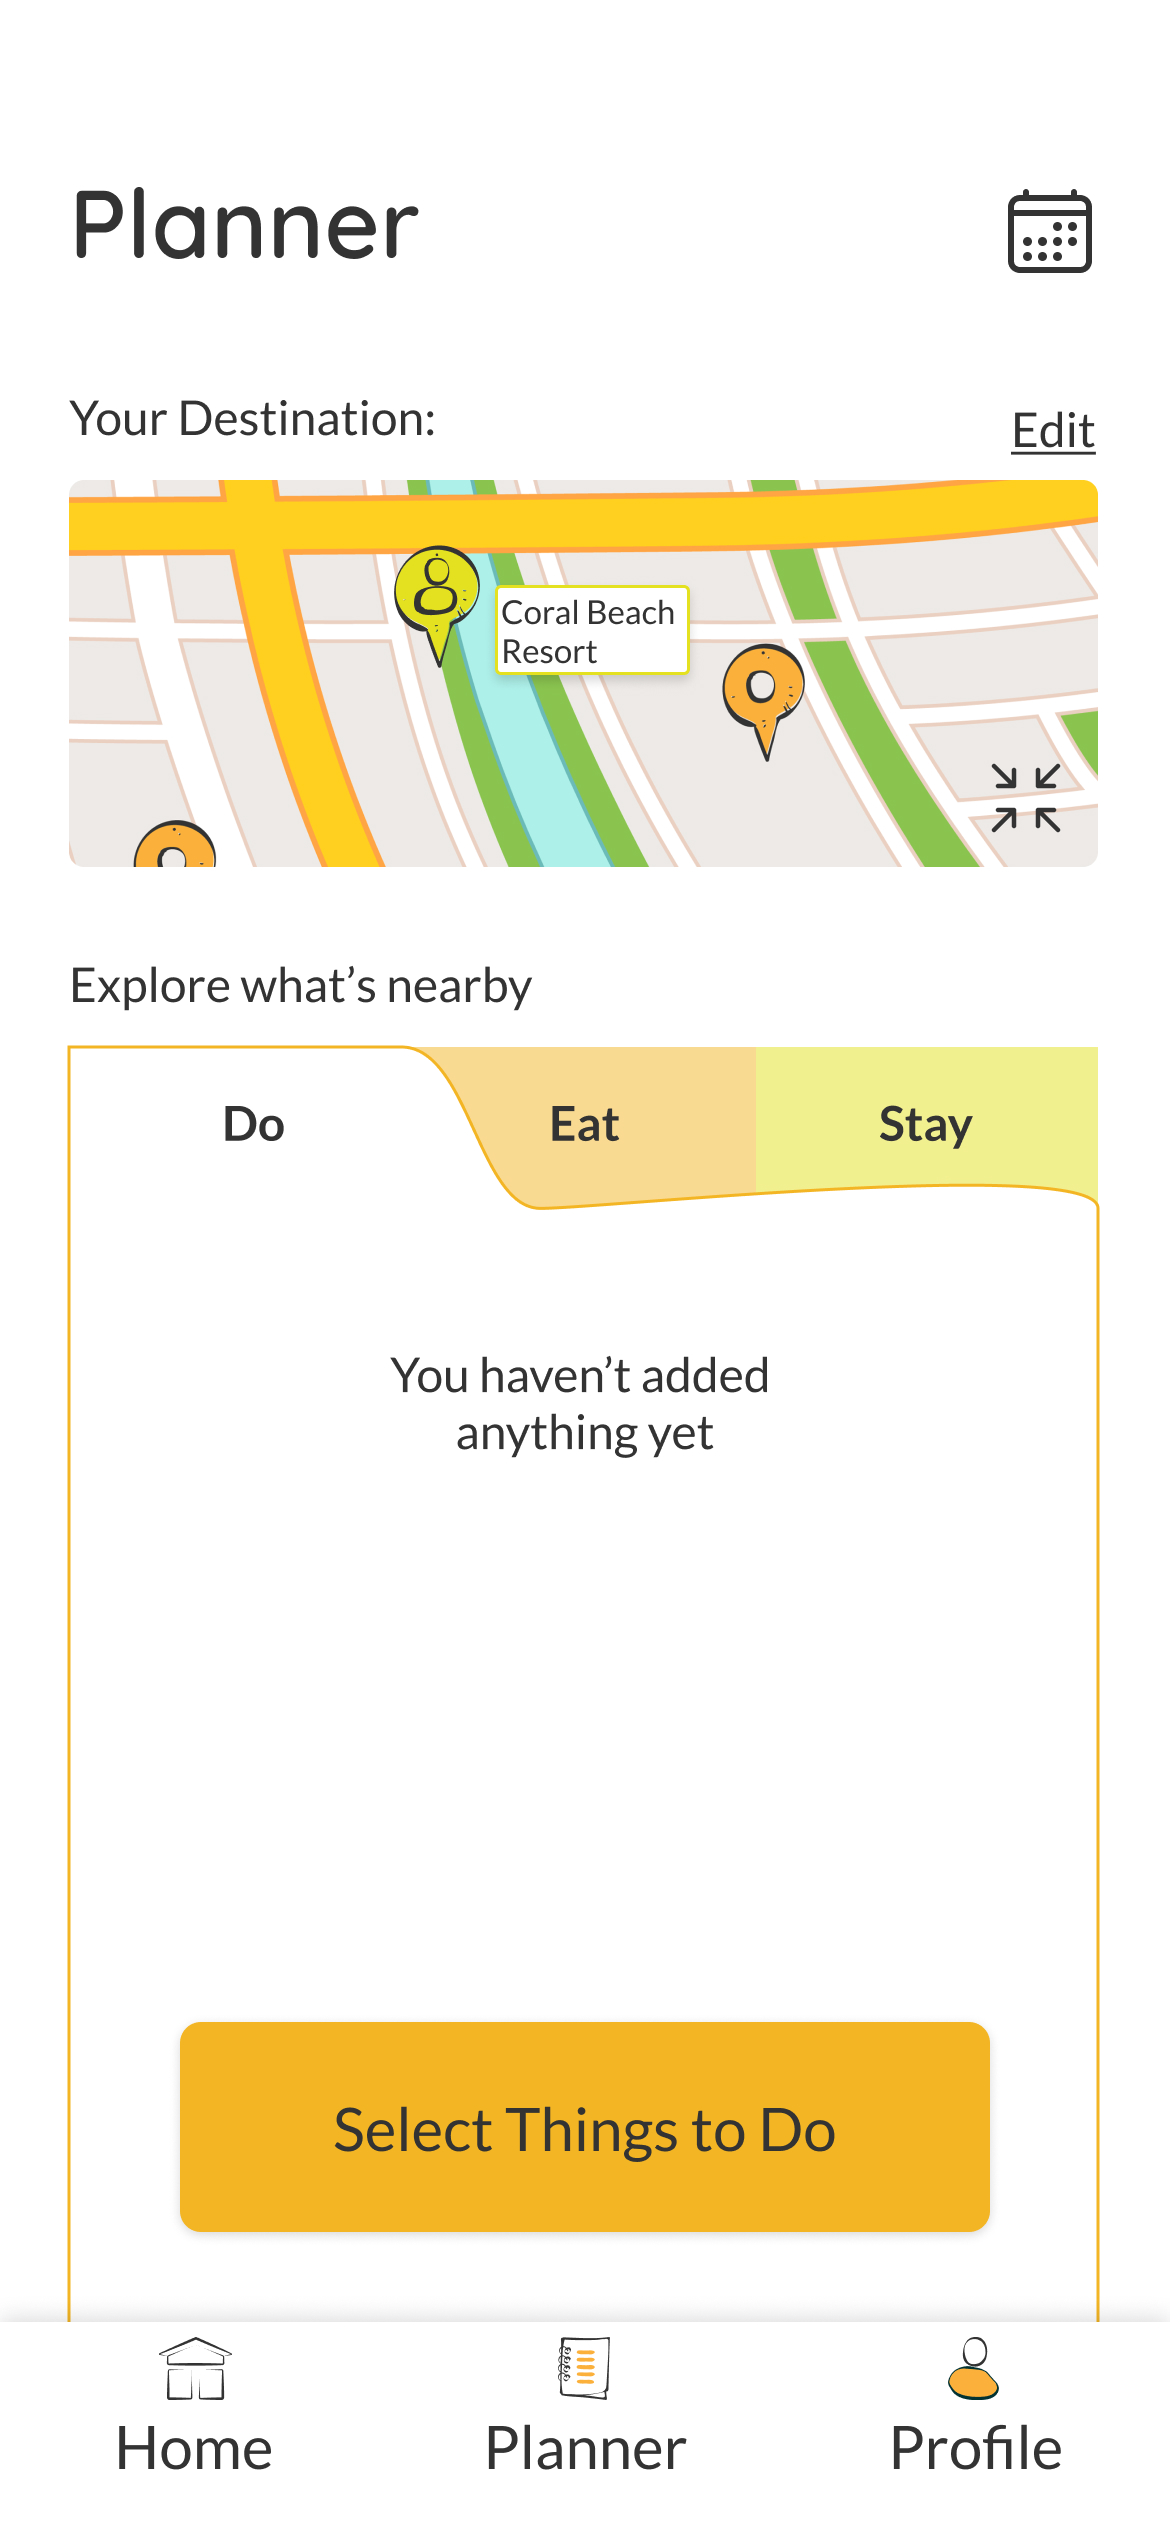 Planner
Your Destination:
Edit
Coral Beach
Resort
Explore what’s nearby
Do
Eat
Stay
You haven’t added
anything yet
Select Things to Do
Home
Planner
Profile